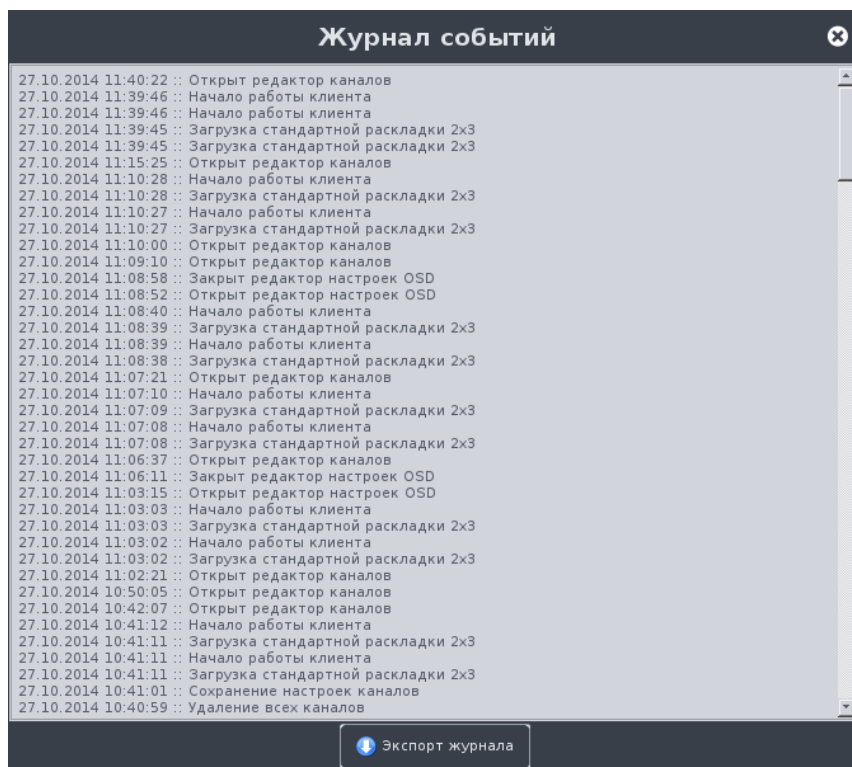 Журнал событий
27.10.2014 11:40:22 :: Открыт редактор каналов
27.10.2014 11:39:46 :: Начало работы клиента
27.10.2014 11:39:46 :: Начало работы клиента
27.10.2014 11:39:45 :: Загрузка стандартной раскладки 2x3
27.10.2014 11:39:45 :: Загрузка стандартной раскладки 2x3
27.10.2014 11:15:25 :: Открыт редактор каналов
27.10.2014 11:10:28 :: Начало работы клиента
27.10.2014 11:10:28 :: Загрузка стандартной раскладки 2x3
27.10.2014 11:10:27 :: Начало работы клиента
27.10.2014 11:10:27 :: Загрузка стандартной раскладки 2x3
27.10.2014 11:10:00 :: Открыт редактор каналов
27.10.2014 11:09:10 :: Открыт редактор каналов
27.10.2014 11:08:58 :: Закрыт редактор настроек OSD
27.10.2014 11:08:52 :: Открыт редактор настроек OSD
27.10.2014 11:08:40 :: Начало работы клиента
27.10.2014 11:08:39 :: Загрузка стандартной раскладки 2x3
27.10.2014 11:08:39 :: Начало работы клиента
27.10.2014 11:08:38 :: Загрузка стандартной раскладки 2x3
27.10.2014 11:07:21 :: Открыт редактор каналов
27.10.2014 11:07:10 :: Начало работы клиента
27.10.2014 11:07:09 :: Загрузка стандартной раскладки 2x3
27.10.2014 11:07:08 :: Начало работы клиента
27.10.2014 11:07:08 :: Загрузка стандартной раскладки 2x3
27.10.2014 11:06:37 :: Открыт редактор каналов
27.10.2014 11:06:11 :: Закрыт редактор настроек OSD
27.10.2014 11:03:15 :: Открыт редактор настроек OSD
27.10.2014 11:03:03 :: Начало работы клиента
27.10.2014 11:03:03 :: Загрузка стандартной раскладки 2x3
27.10.2014 11:03:02 :: Начало работы клиента
27.10.2014 11:03:02 :: Загрузка стандартной раскладки 2x3
27.10.2014 11:02:21 :: Открыт редактор каналов
27.10.2014 10:50:05 :: Открыт редактор каналов
27.10.2014 10:42:07 :: Открыт редактор каналов
27.10.2014 10:41:12 :: Начало работы клиента
27.10.2014 10:41:11 :: Загрузка стандартной раскладки 2x3
27.10.2014 10:41:11 :: Начало работы клиента
27.10.2014 10:41:11 :: Загрузка стандартной раскладки 2x3
27.10.2014 10:41:01 :: Сохранение настроек каналов
27.10.2014 10:40:59 :: Удаление всех каналов
Экспорт журнала